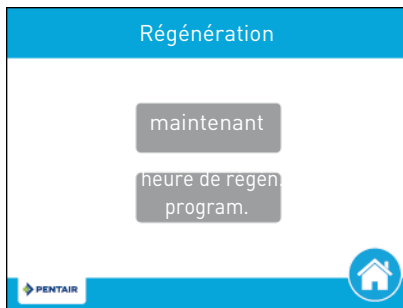 Régénération
maintenant
heure de regen.
program.
PENTAIR